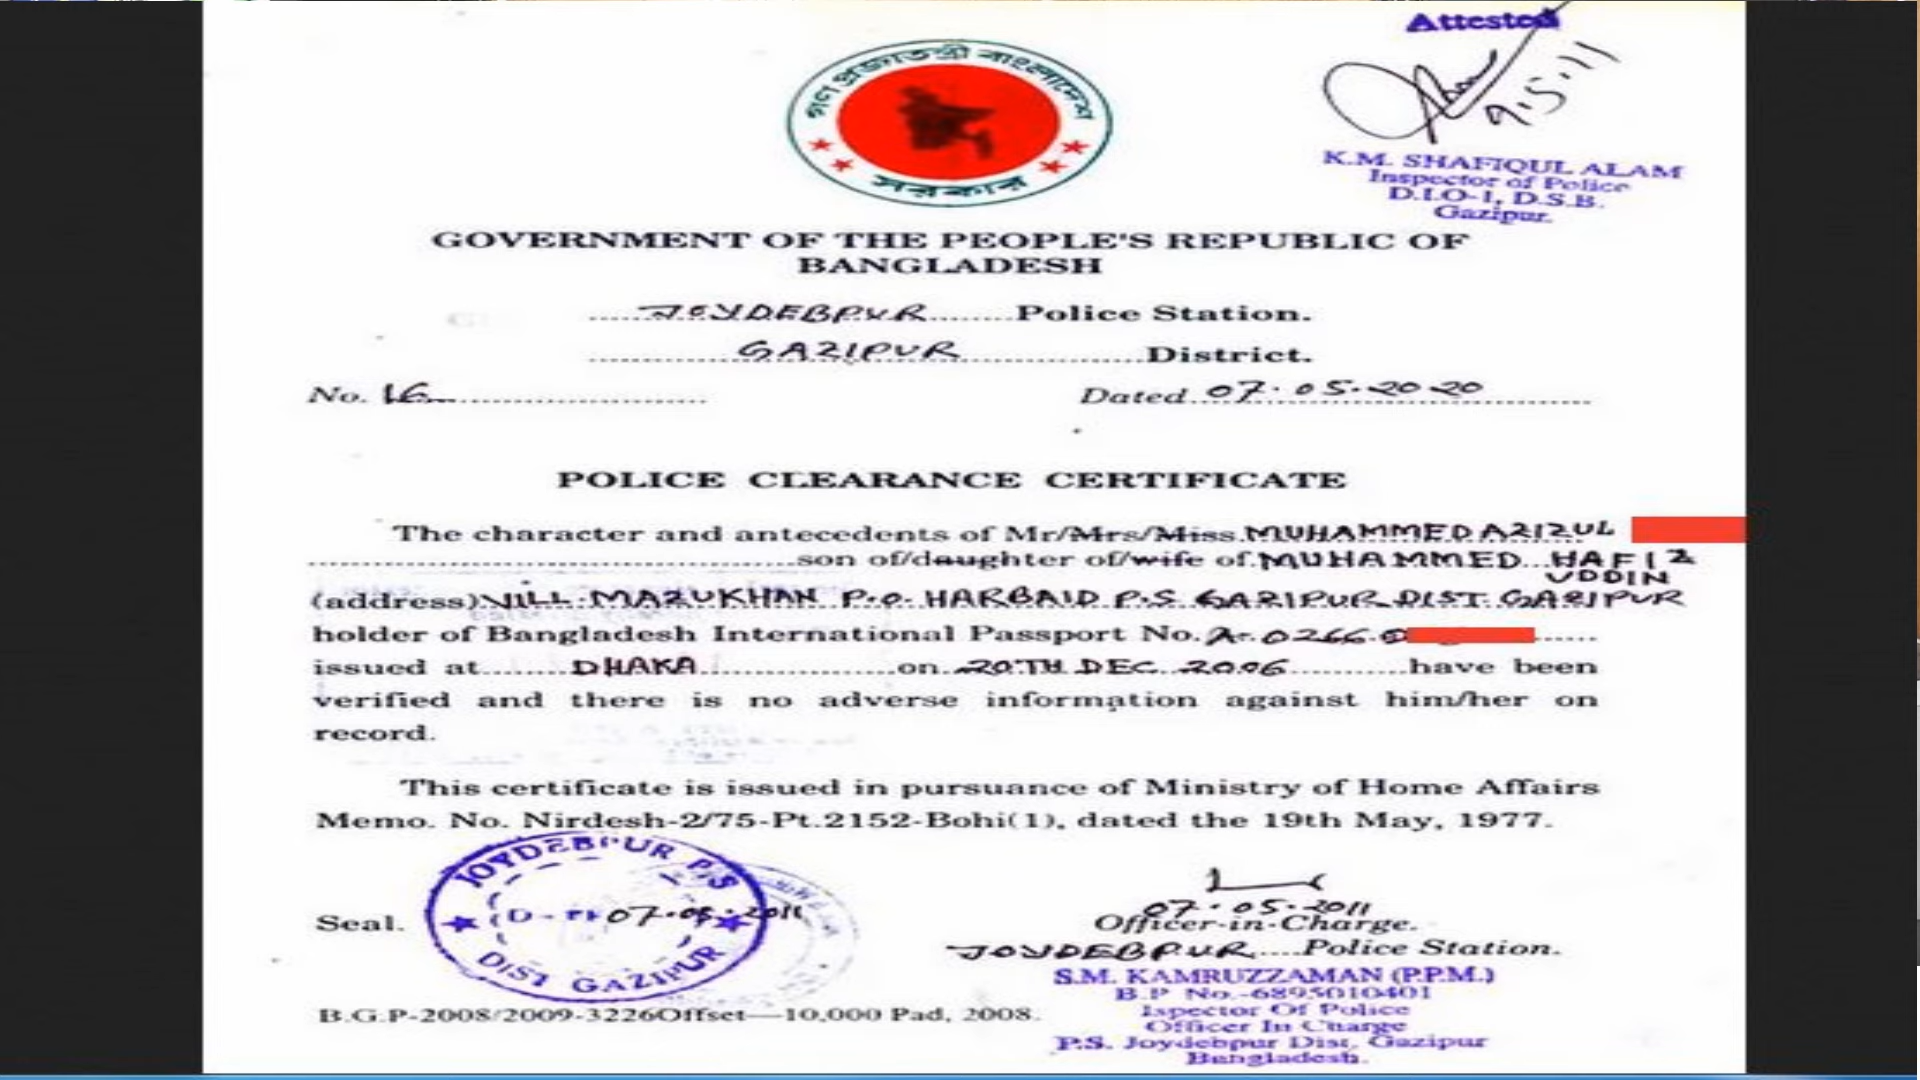 Attested
9.5.11
K.M. SHAFIQUL ALAM
Inspector of Police
D.I.O-1, D.S.B.
Gazipur.
গণ প্রজাতন্ত্রী বাংলাদেশ
সরকার
GOVERNMENT OF THE PEOPLE'S REPUBLIC OF
BANGLADESH
JOYDEBPUR Police Station.
GAZIPUR District.
No. 16 Dated 07.05.2020
POLICE CLEARANCE CERTIFICATE
The character and antecedents of Mr/Mrs/Miss MUHAMMED AZIZUL
son of/daughter of/wife of MUHAMMED HAFIZ
UDDIN
(address) VILL. MAZUKHAN P.O. HARBAID P.S GAZIPUR DIST GAZIPUR
holder of Bangladesh International Passport No. A- 0266
issued at DHAKA on 20TH DEC 2006 have been
verified and there is no adverse information against him/her on
record.
This certificate is issued in pursuance of Ministry of Home Affairs
Memo. No. Nirdesh-2/75-Pt.2152-Bohi(1), dated the 19th May, 1977.
JOYDEBPUR P/S
07.05.2011
DIST GAZIPUR
Seal.
07.05.2011
Officer-in-Charge.
JOYDEBPUR Police Station.
S.M. KAMRUZZAMAN (P.P.M.)
B.P No.-6895010401
Ispector Of Police
Officer In Charge
P.S. Joydebpur Dist, Gazipur
Bangladesh.
B.G.P-2008/2009-3226Offset—10,000 Pad, 2008.